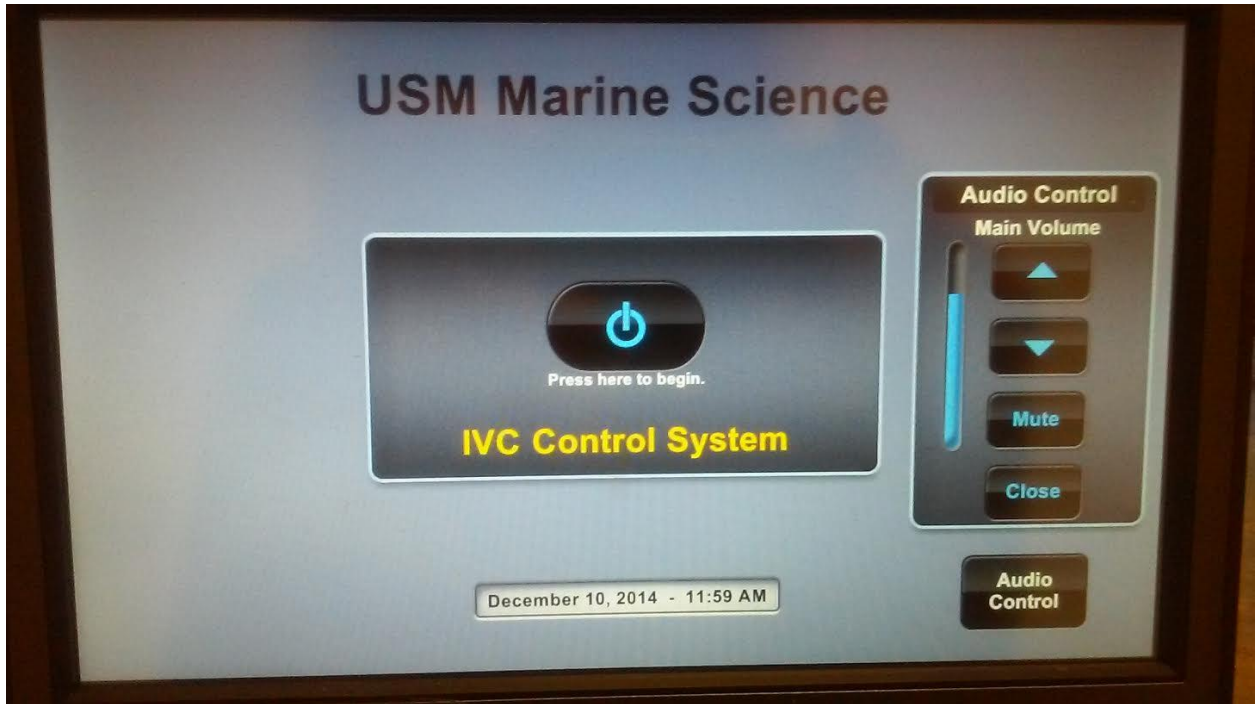 USM Marine Science
Press here to begin.
IVC Control System
December 10, 2014 - 11:59 AM
Audio Control
Main Volume
Mute
Close
Audio
Control